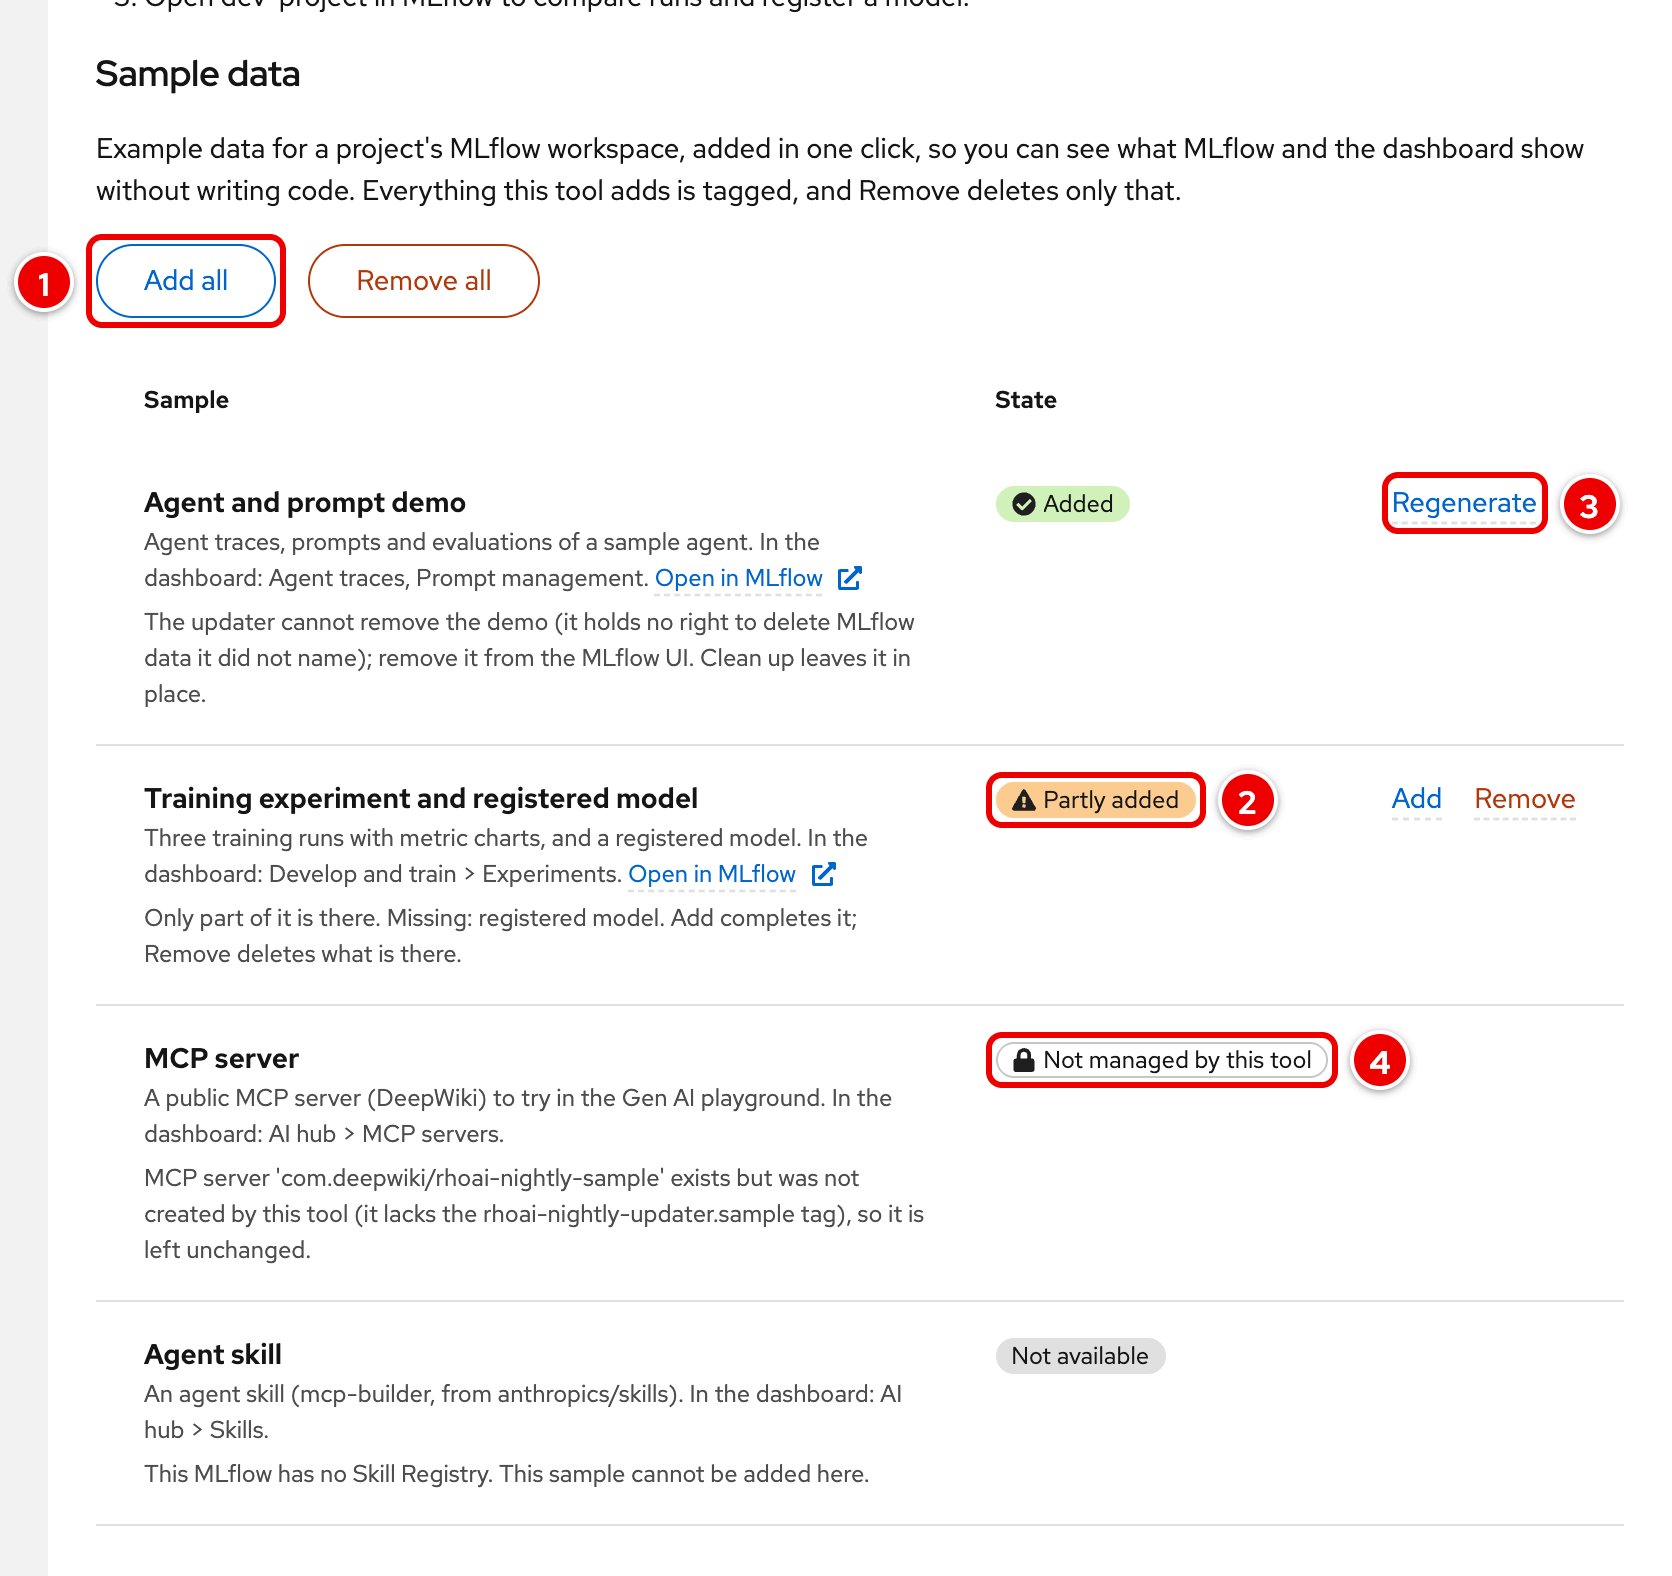 3. Open dev-project in MLflow to compare runs and register a model.
Sample data
Example data for a project's MLflow workspace, added in one click, so you can see what MLflow and the dashboard show
without writing code. Everything this tool adds is tagged, and Remove deletes only that.
1 Add all Remove all
Sample State
Agent and prompt demo Added Regenerate 3
Agent traces, prompts and evaluations of a sample agent. In the
dashboard: Agent traces, Prompt management. Open in MLflow
The updater cannot remove the demo (it holds no right to delete MLflow
data it did not name); remove it from the MLflow UI. Clean up leaves it in
place.
Training experiment and registered model Partly added 2 Add Remove
Three training runs with metric charts, and a registered model. In the
dashboard: Develop and train > Experiments. Open in MLflow
Only part of it is there. Missing: registered model. Add completes it;
Remove deletes what is there.
MCP server Not managed by this tool 4
A public MCP server (DeepWiki) to try in the Gen AI playground. In the
dashboard: AI hub > MCP servers.
MCP server 'com.deepwiki/rhoai-nightly-sample' exists but was not
created by this tool (it lacks the rhoai-nightly-updater.sample tag), so it is
left unchanged.
Agent skill Not available
An agent skill (mcp-builder, from anthropics/skills). In the dashboard: AI
hub > Skills.
This MLflow has no Skill Registry. This sample cannot be added here.